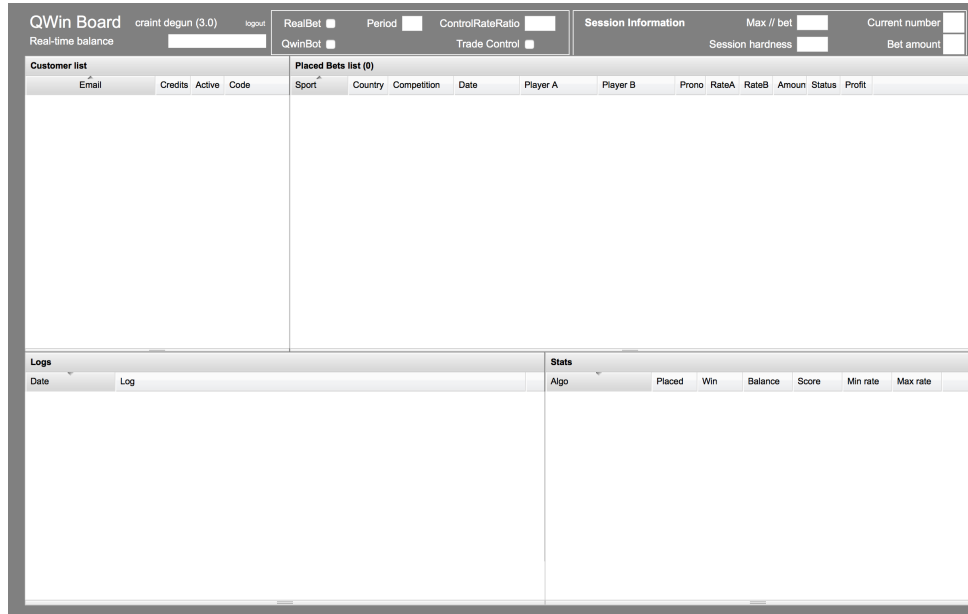 QWin Board craint degun (3.0) logout RealBet Period ControlRateRatio Session Information Max // bet Current number
Real-time balance QwinBot Trade Control Session hardness Bet amount
Customer list Placed Bets list (0)
Email Credits Active Code Sport Country Competition Date Player A Player B Prono RateA RateB Amoun Status Profit
Logs Stats
Date Log Algo Placed Win Balance Score Min rate Max rate